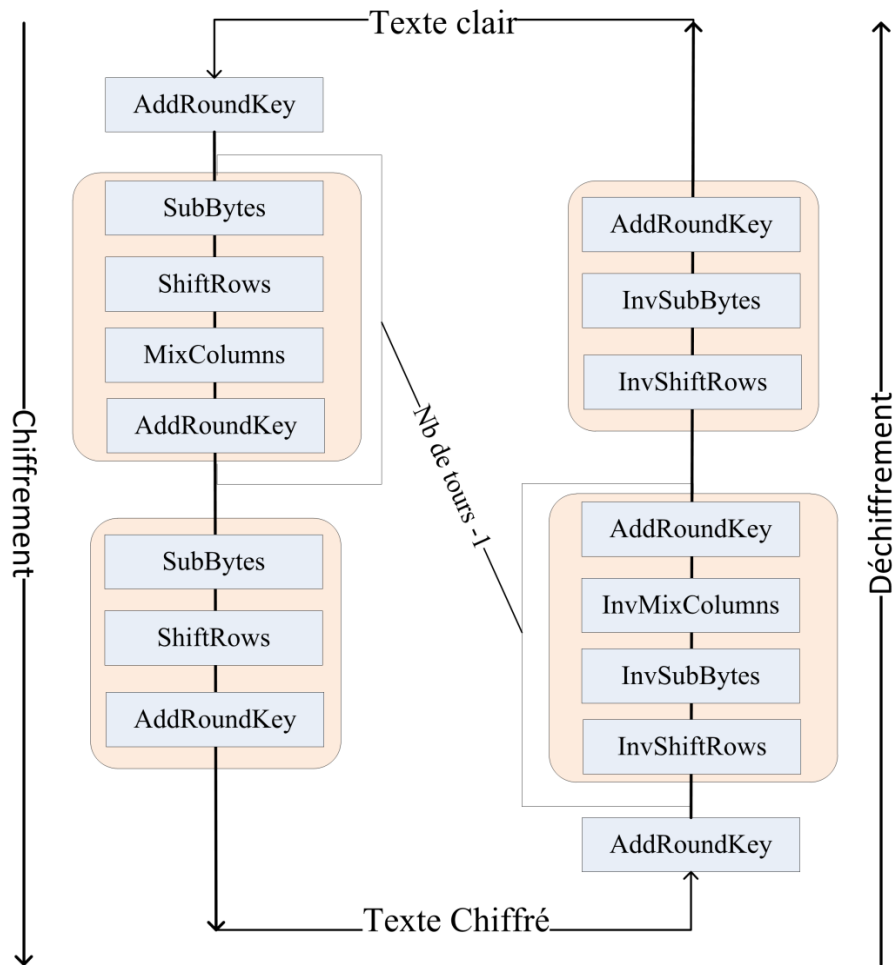 Texte clair
AddRoundKey
SubBytes
ShiftRows
MixColumns
AddRoundKey
SubBytes
ShiftRows
AddRoundKey
Chiffrement
Nb de tours -1
AddRoundKey
InvSubBytes
InvShiftRows
AddRoundKey
InvMixColumns
InvSubBytes
InvShiftRows
AddRoundKey
Déchiffrement
Texte Chiffré